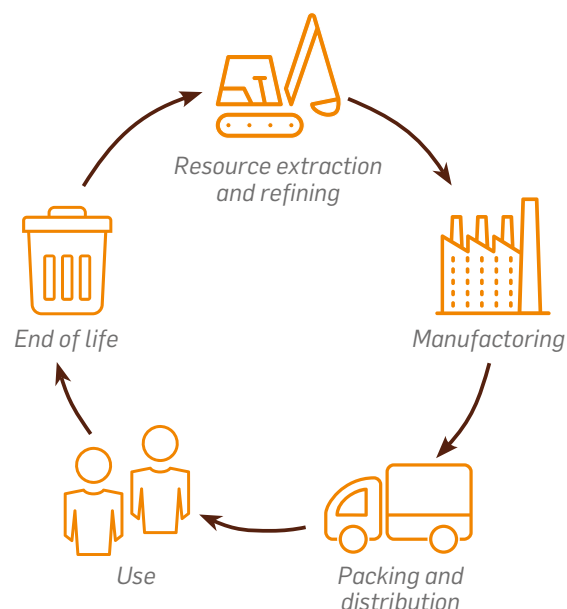 Resource extraction
and refining
Manufactoring
Packing and
distribution
Use
End of life